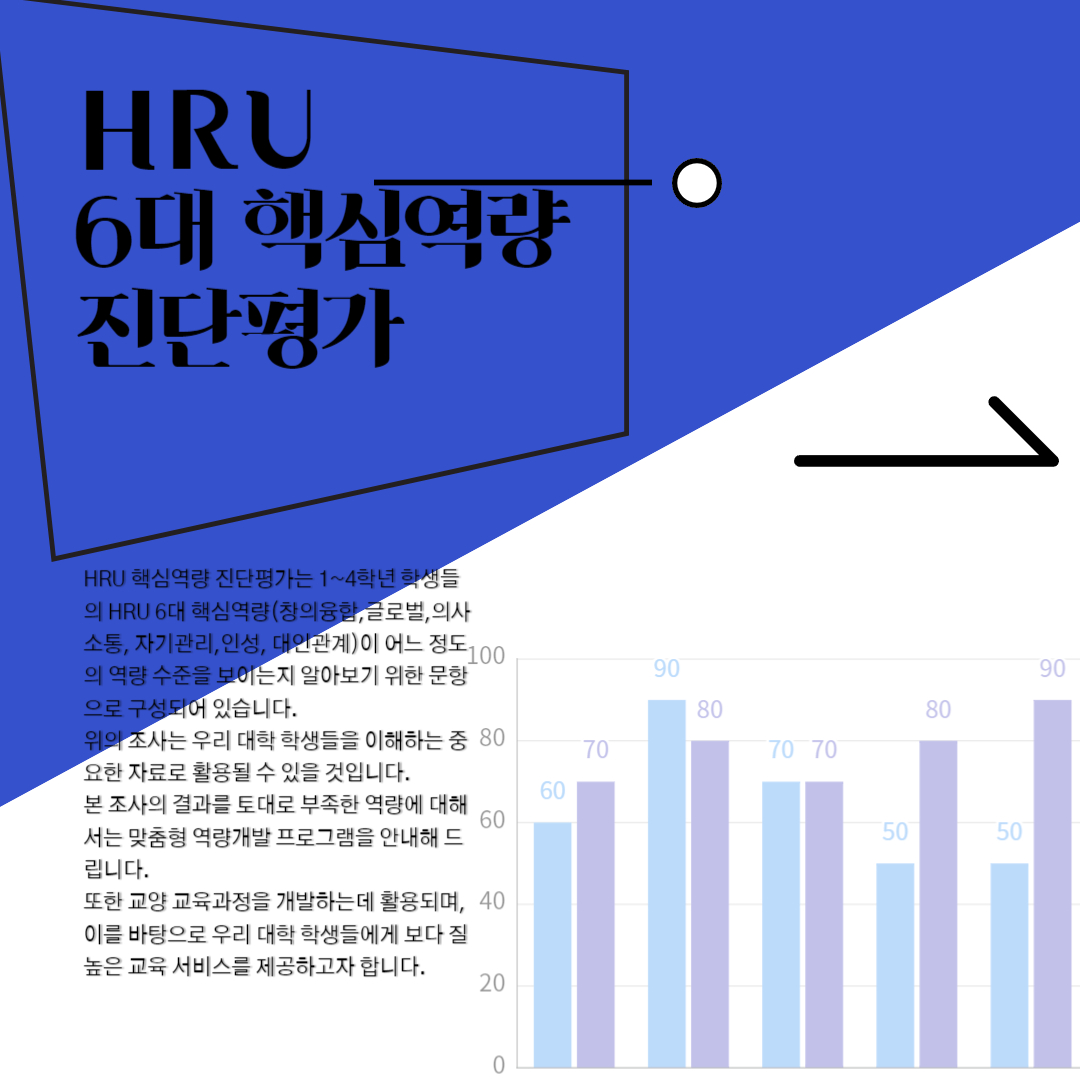 HRU
6대 핵심역량
진단평가
HRU 핵심역량 진단평가는 1~4학년 학생들
의 HRU 6대 핵심역량(창의융합,글로벌,의사
소통, 자기관리,인성, 대인관계)이 어느 정도
의 역량 수준을 보이는지 알아보기 위한 문항
으로 구성되어 있습니다.
위의 조사는 우리 대학 학생들을 이해하는 중
요한 자료로 활용될 수 있을 것입니다.
본 조사의 결과를 토대로 부족한 역량에 대해
서는 맞춤형 역량개발 프로그램을 안내해 드
립니다.
또한 교양 교육과정을 개발하는데 활용되며,
이를 바탕으로 우리 대학 학생들에게 보다 질
높은 교육 서비스를 제공하고자 합니다.
100
80
60
40
20
0
60
70
90
80
70
70
50
80
50
90